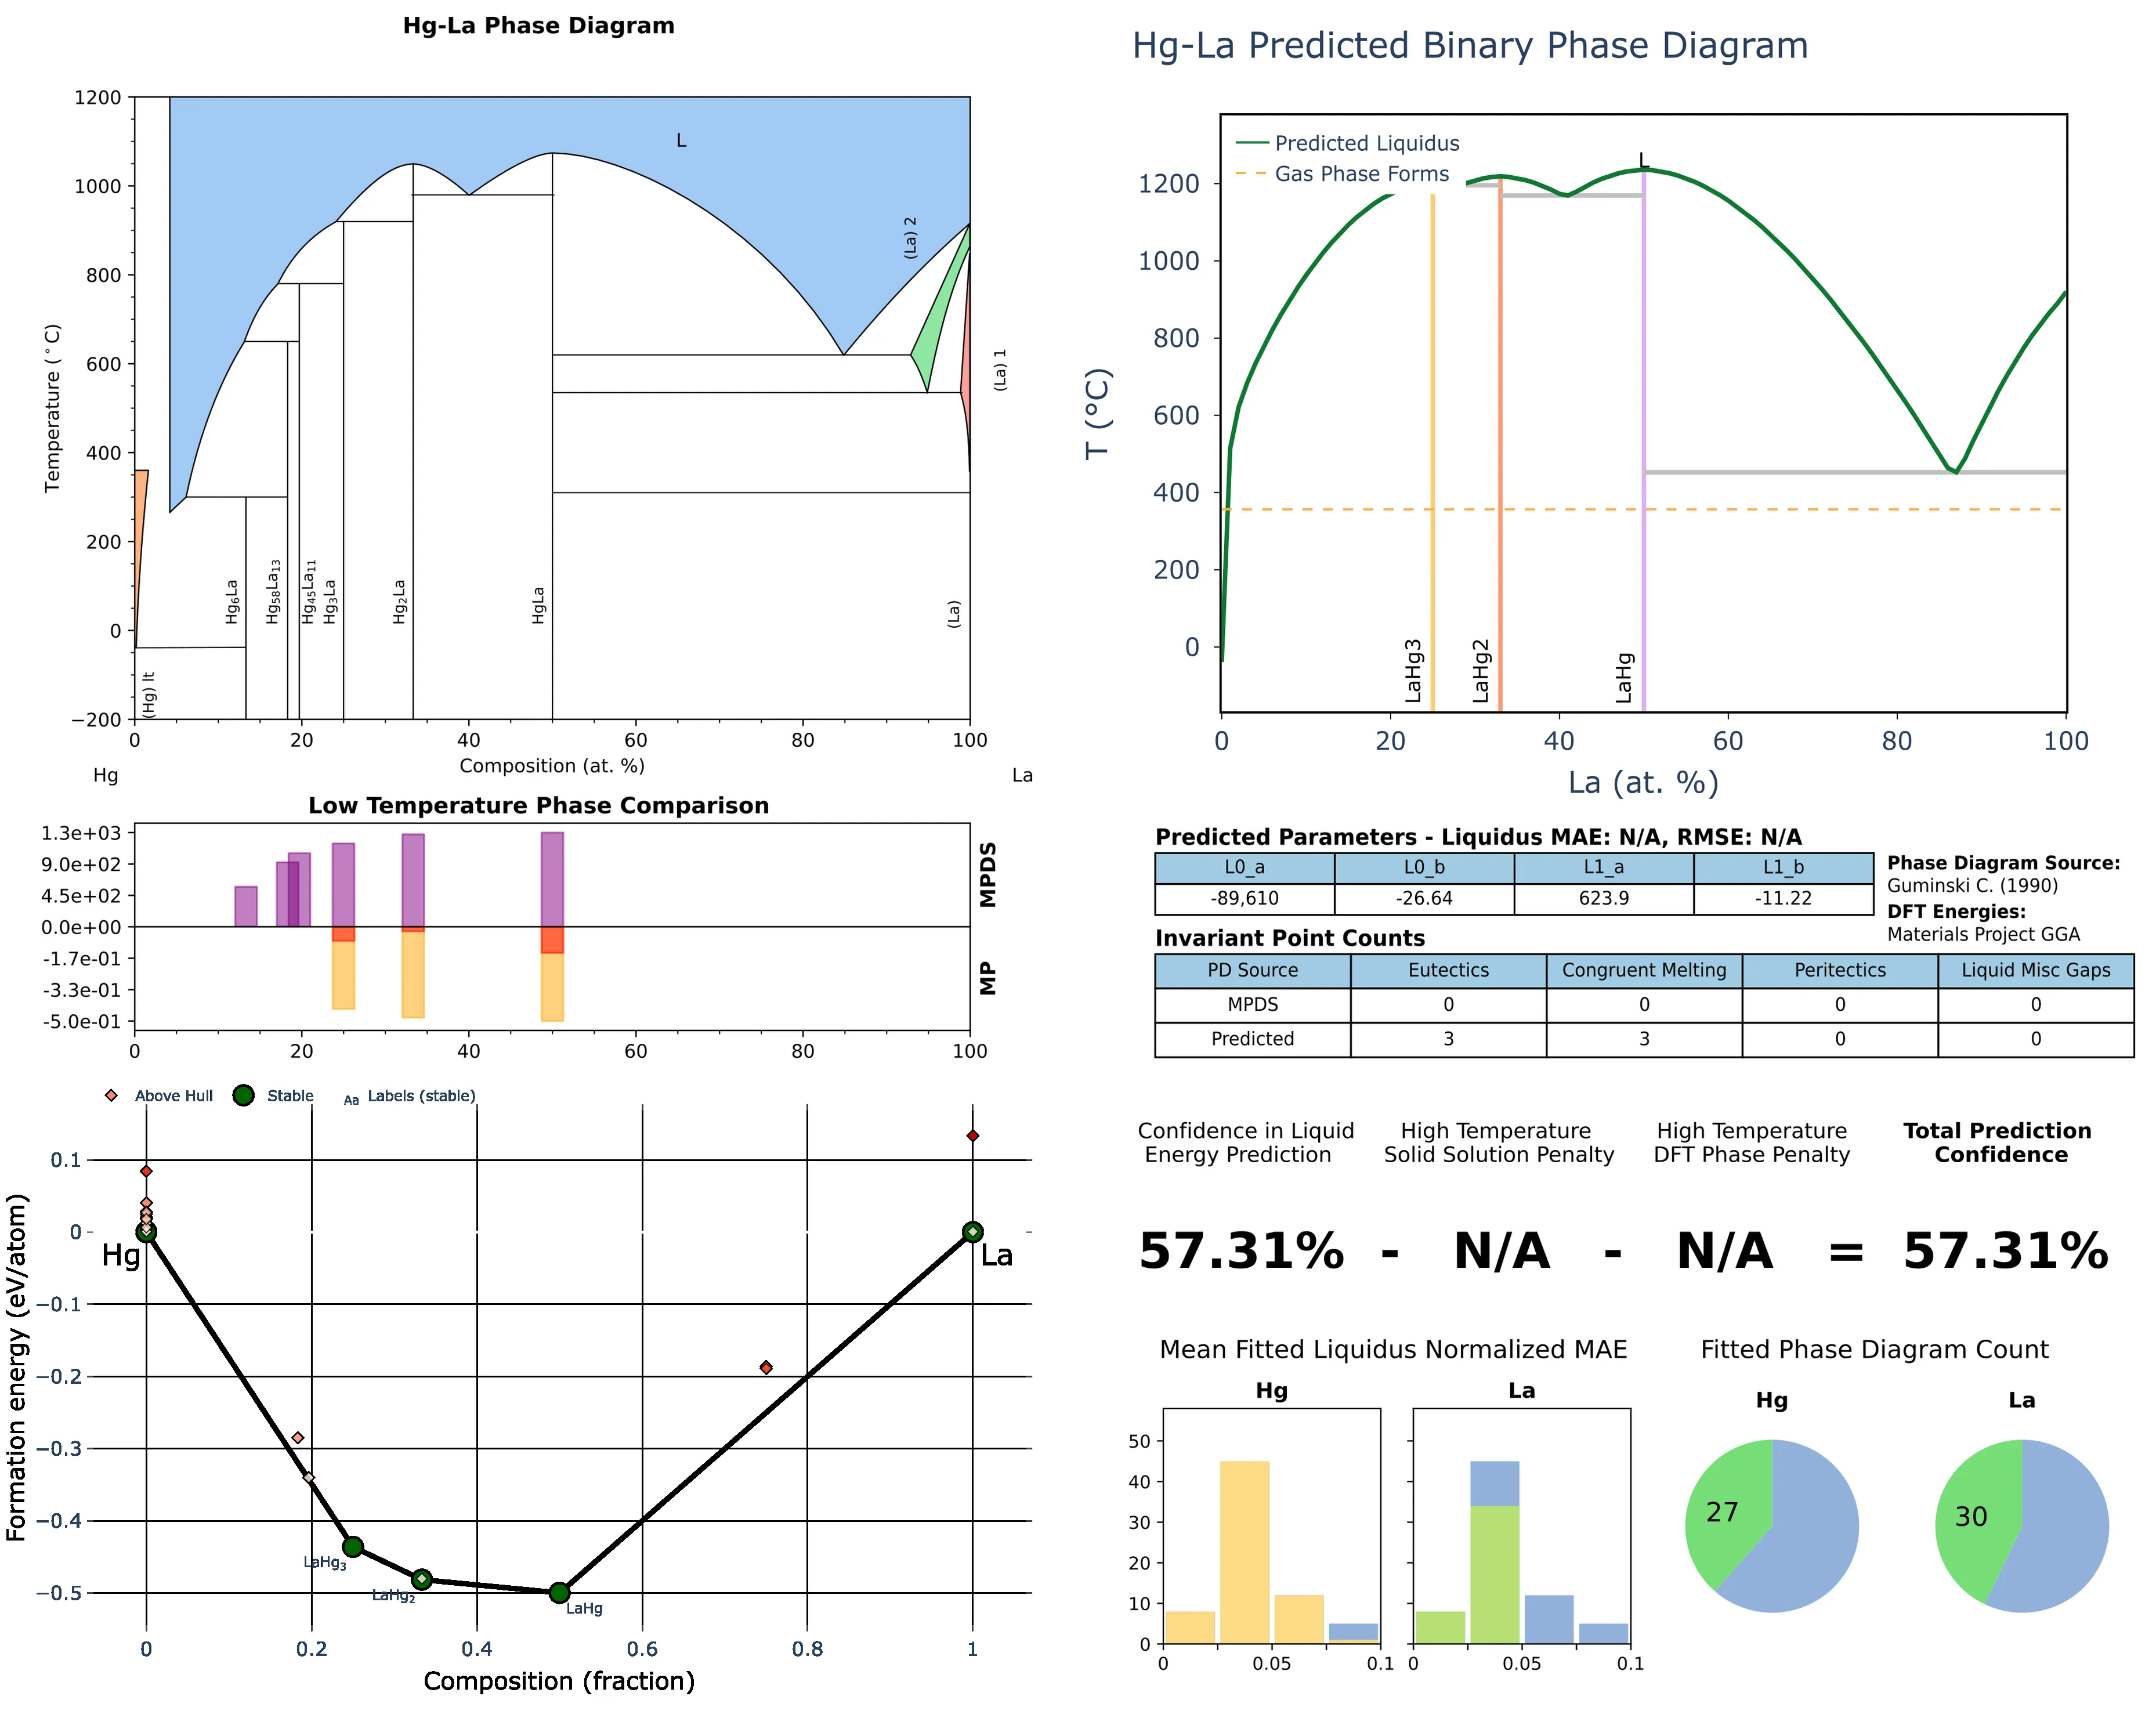 Hg-La Phase Diagram
1200
1000
800
600
400
200
0
−200
Temperature (°C)
L
(La) 2
(La) 1
(La)
(Hg) lt
Hg6La
Hg58La13
Hg45La11
Hg3La
Hg2La
HgLa
0 20 40 60 80 100
Composition (at. %)
Hg La
Hg-La Predicted Binary Phase Diagram
Predicted Liquidus
Gas Phase Forms
L
1200
1000
800
600
400
200
0
T (°C)
LaHg3
LaHg2
LaHg
0 20 40 60 80 100
La (at. %)
Low Temperature Phase Comparison
1.3e+03
9.0e+02
4.5e+02
0.0e+00
-1.7e-01
-3.3e-01
-5.0e-01
MPDS
MP
0 20 40 60 80 100
Predicted Parameters - Liquidus MAE: N/A, RMSE: N/A
L0_a L0_b L1_a L1_b
-89,610 -26.64 623.9 -11.22
Phase Diagram Source:
Guminski C. (1990)
DFT Energies:
Materials Project GGA
Invariant Point Counts
PD Source Eutectics Congruent Melting Peritectics Liquid Misc Gaps
MPDS 0 0 0 0
Predicted 3 3 0 0
Above Hull Stable Aa Labels (stable)
0.1
0
−0.1
−0.2
−0.3
−0.4
−0.5
Formation energy (eV/atom)
Hg
La
LaHg3
LaHg2
LaHg
0 0.2 0.4 0.6 0.8 1
Composition (fraction)
Confidence in Liquid
Energy Prediction
High Temperature
Solid Solution Penalty
High Temperature
DFT Phase Penalty
Total Prediction
Confidence
57.31% - N/A - N/A = 57.31%
Mean Fitted Liquidus Normalized MAE
Hg
La
50
40
30
20
10
0
0 0.05 0.1
0 0.05 0.1
Fitted Phase Diagram Count
Hg
La
27
30